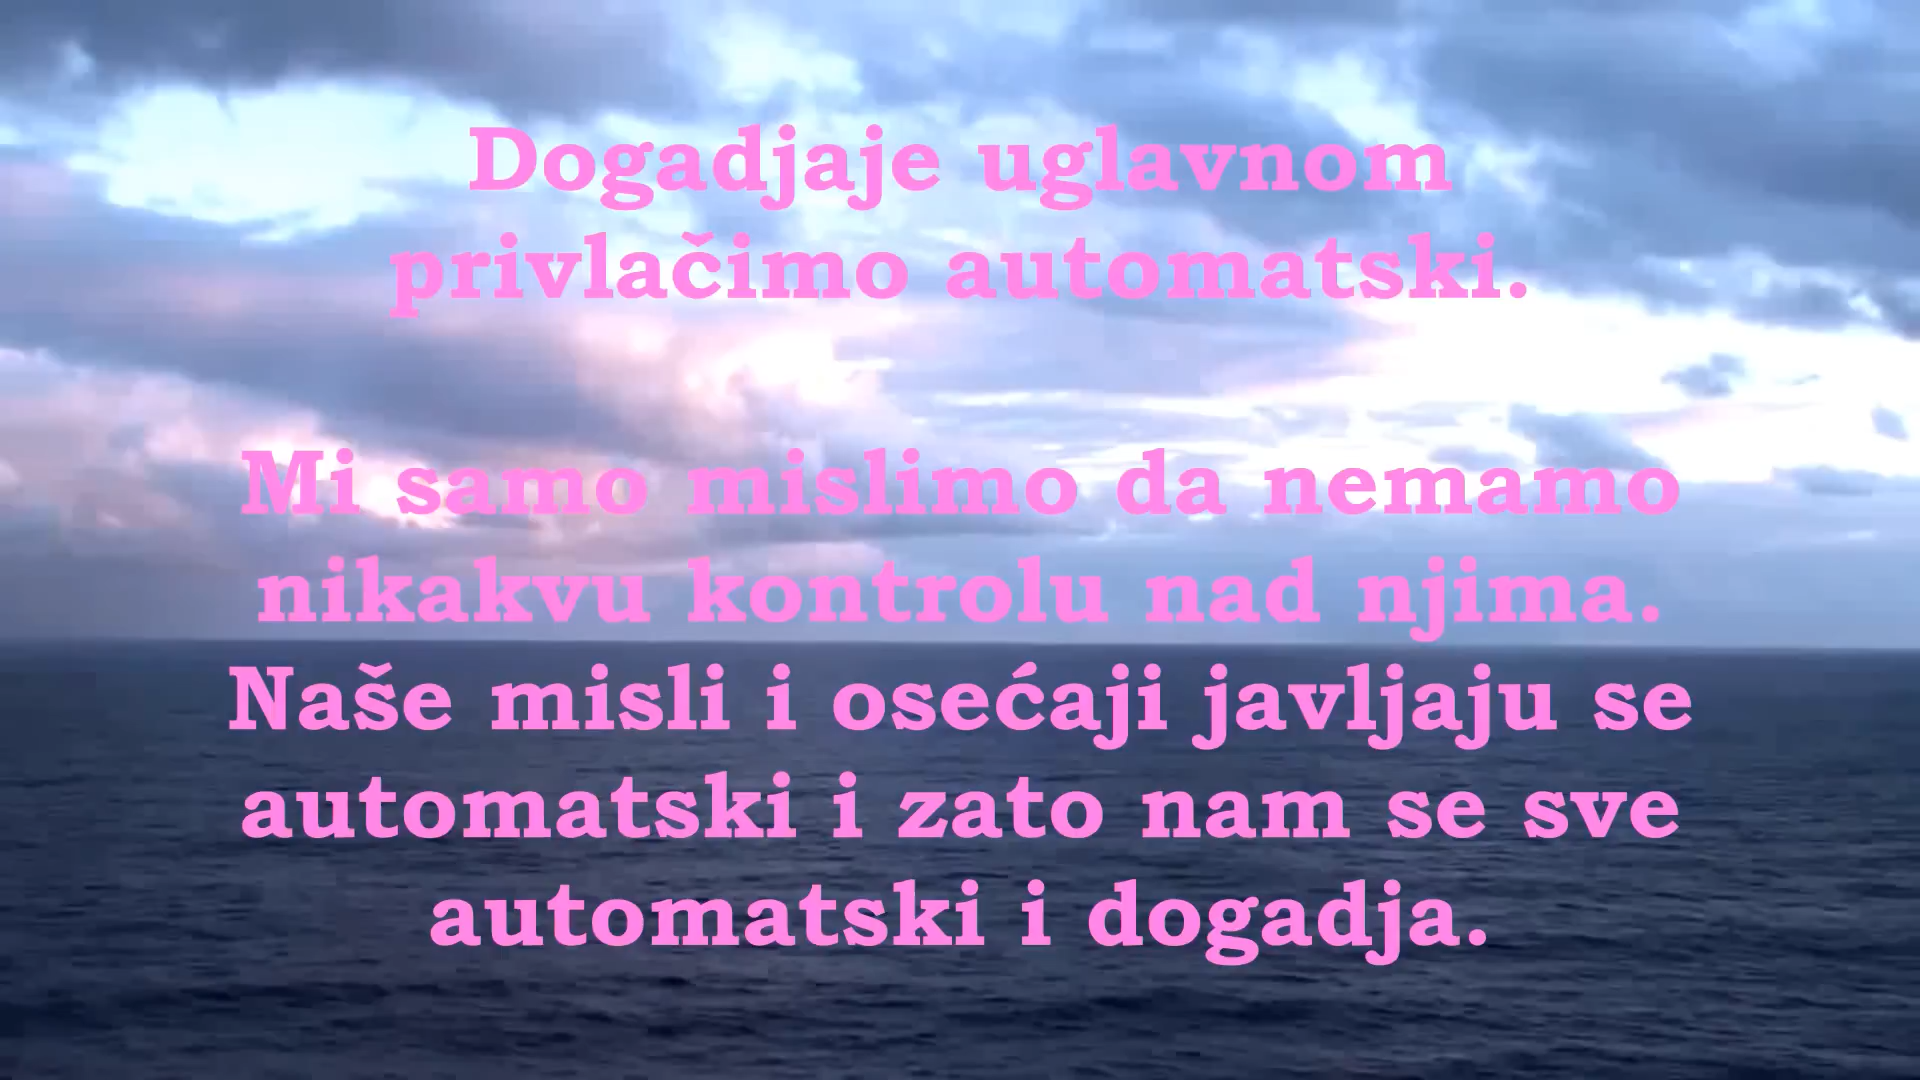 Dogadjaje uglavnom
privlačimo automatski.
Mi samo mislimo da nemamo
nikakvu kontrolu nad njima.
Naše misli i osećaji javljaju se
automatski i zato nam se sve
automatski i dogadja.